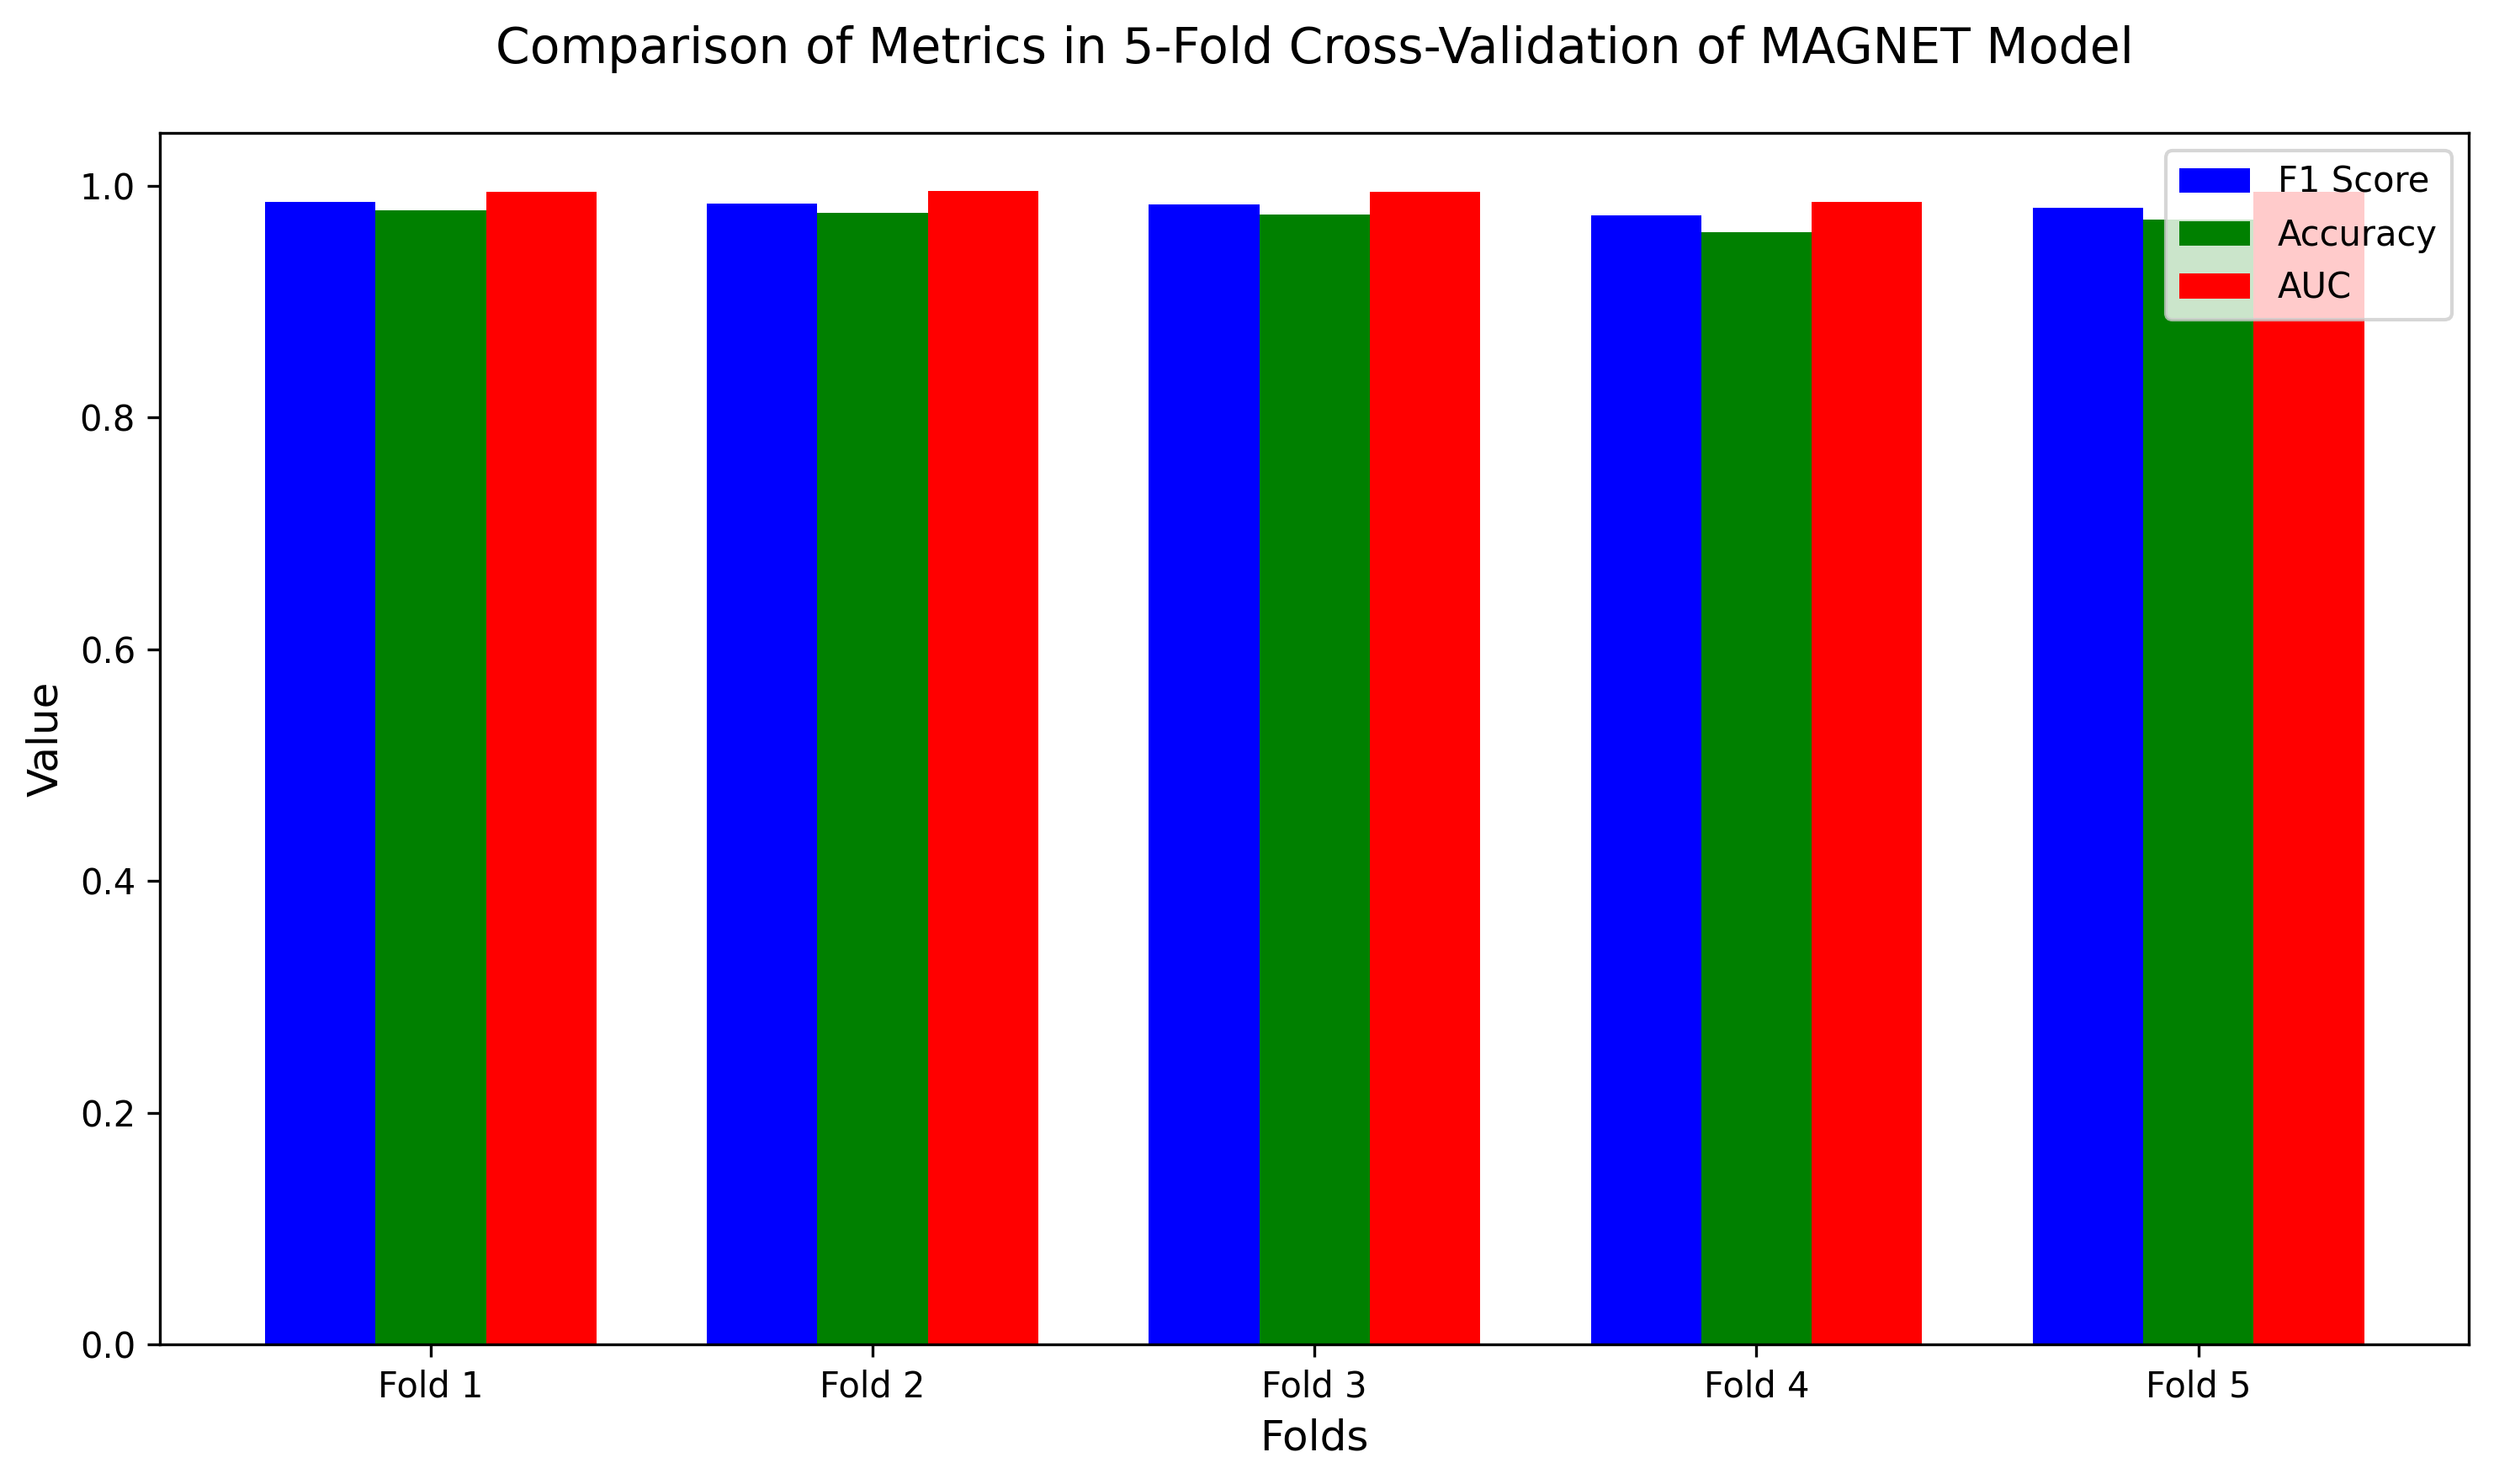 Comparison of Metrics in 5-Fold Cross-Validation of MAGNET Model
F1 Score
Accuracy
AUC
1.0
0.8
0.6
0.4
0.2
0.0
Value
Fold 1
Fold 2
Fold 3
Fold 4
Fold 5
Folds